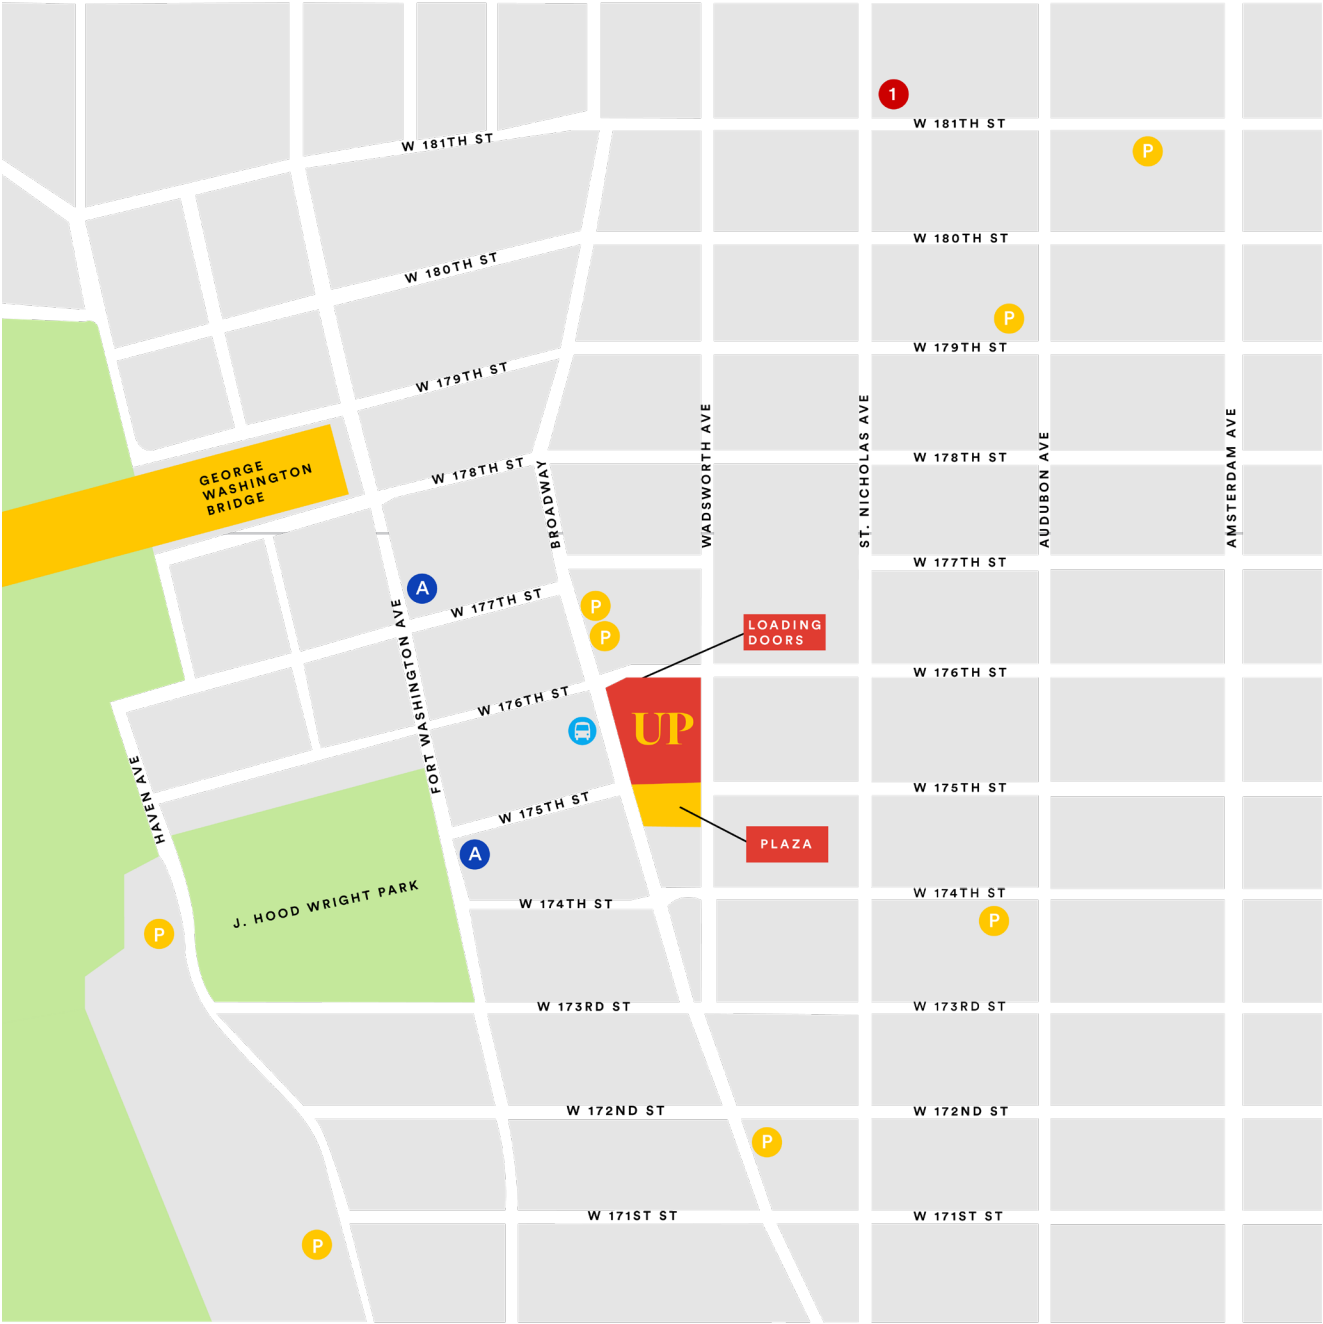 1
W 181TH ST
W 181TH ST
P
W 180TH ST
W 180TH ST
P
W 179TH ST
W 179TH ST
W 178TH ST
W 178TH ST
GEORGE
WASHINGTON
BRIDGE
BROADWAY
WADSWORTH AVE
ST. NICHOLAS AVE
AUDUBON AVE
AMSTERDAM AVE
W 177TH ST
A
W 177TH ST
P
P
LOADING
DOORS
FORT WASHINGTON AVE
W 176TH ST
W 176TH ST
UP
HAVEN AVE
W 175TH ST
W 175TH ST
PLAZA
A
J. HOOD WRIGHT PARK
W 174TH ST
W 174TH ST
P
P
W 173RD ST
W 173RD ST
W 172ND ST
W 172ND ST
P
W 171ST ST
W 171ST ST
P